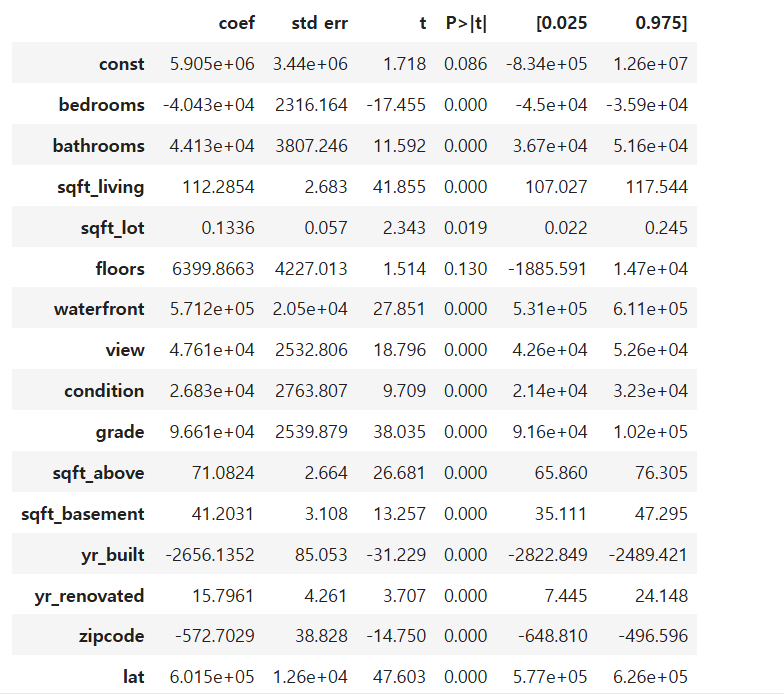 coef std err t P>|t| [0.025 0.975]
const 5.905e+06 3.44e+06 1.718 0.086 -8.34e+05 1.26e+07
bedrooms -4.043e+04 2316.164 -17.455 0.000 -4.5e+04 -3.59e+04
bathrooms 4.413e+04 3807.246 11.592 0.000 3.67e+04 5.16e+04
sqft_living 112.2854 2.683 41.855 0.000 107.027 117.544
sqft_lot 0.1336 0.057 2.343 0.019 0.022 0.245
floors 6399.8663 4227.013 1.514 0.130 -1885.591 1.47e+04
waterfront 5.712e+05 2.05e+04 27.851 0.000 5.31e+05 6.11e+05
view 4.761e+04 2532.806 18.796 0.000 4.26e+04 5.26e+04
condition 2.683e+04 2763.807 9.709 0.000 2.14e+04 3.23e+04
grade 9.661e+04 2539.879 38.035 0.000 9.16e+04 1.02e+05
sqft_above 71.0824 2.664 26.681 0.000 65.860 76.305
sqft_basement 41.2031 3.108 13.257 0.000 35.111 47.295
yr_built -2656.1352 85.053 -31.229 0.000 -2822.849 -2489.421
yr_renovated 15.7961 4.261 3.707 0.000 7.445 24.148
zipcode -572.7029 38.828 -14.750 0.000 -648.810 -496.596
lat 6.015e+05 1.26e+04 47.603 0.000 5.77e+05 6.26e+05